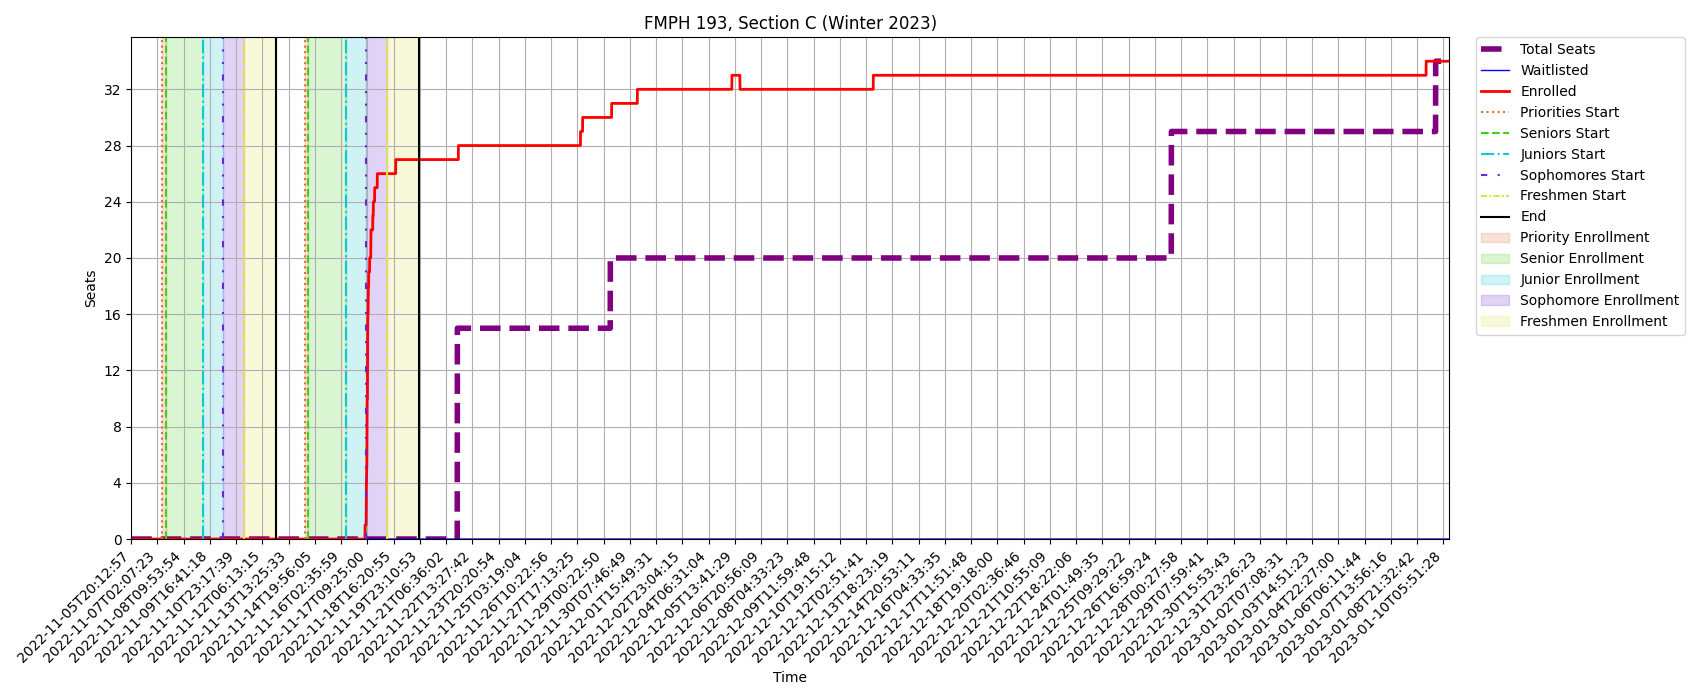 FMPH 193, Section C (Winter 2023)
Total Seats
Waitlisted
Enrolled
Priorities Start
Seniors Start
Juniors Start
Sophomores Start
Freshmen Start
End
Priority Enrollment
Senior Enrollment
Junior Enrollment
Sophomore Enrollment
Freshmen Enrollment
Seats
32
28
24
20
16
12
8
4
0
2022-11-05T20:12:57
2022-11-07T02:07:23
2022-11-08T09:53:54
2022-11-09T16:41:18
2022-11-10T23:17:39
2022-11-12T06:13:15
2022-11-13T13:25:33
2022-11-14T19:56:05
2022-11-16T02:35:59
2022-11-17T09:25:00
2022-11-18T16:20:55
2022-11-19T23:10:53
2022-11-21T06:36:02
2022-11-22T13:27:42
2022-11-23T20:20:54
2022-11-25T03:19:04
2022-11-26T10:22:56
2022-11-27T17:13:25
2022-11-29T00:22:50
2022-11-30T07:46:49
2022-12-01T15:49:31
2022-12-02T23:04:15
2022-12-04T06:31:04
2022-12-05T13:41:29
2022-12-06T20:56:09
2022-12-08T04:33:23
2022-12-09T11:59:48
2022-12-10T19:15:12
2022-12-12T02:51:41
2022-12-13T18:23:19
2022-12-14T20:53:11
2022-12-16T04:33:35
2022-12-17T11:51:48
2022-12-18T19:18:00
2022-12-20T02:36:46
2022-12-21T10:55:09
2022-12-22T18:22:06
2022-12-24T01:49:35
2022-12-25T09:29:22
2022-12-26T16:59:24
2022-12-28T00:27:58
2022-12-29T07:59:41
2022-12-30T15:53:43
2022-12-31T23:26:23
2023-01-02T07:08:31
2023-01-03T14:51:23
2023-01-04T22:27:00
2023-01-06T06:11:44
2023-01-07T13:56:16
2023-01-08T21:32:42
2023-01-10T05:51:28
Time